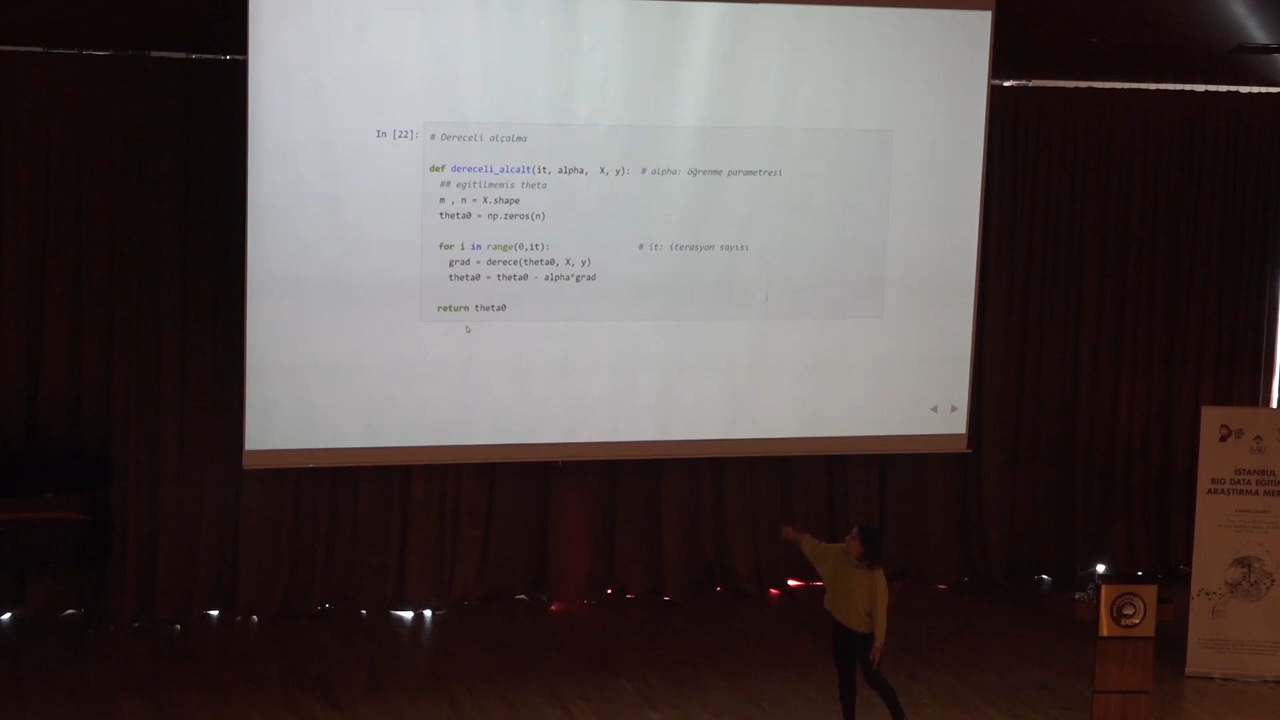 In [22]:
# Dereceli alçalma
def dereceli_alcalt(it, alpha, X, y): # alpha: öğrenme parametresi
## egitilmemis theta
m , n = X.shape
theta0 = np.zeros(n)
for i in range(0,it): # it: iterasyon sayısı
grad = derece(theta0, X, y)
theta0 = theta0 - alpha*grad
return theta0
BAU
İSTANBUL
BIG DATA EĞİTİM
ARAŞTIRMA MER
BAU